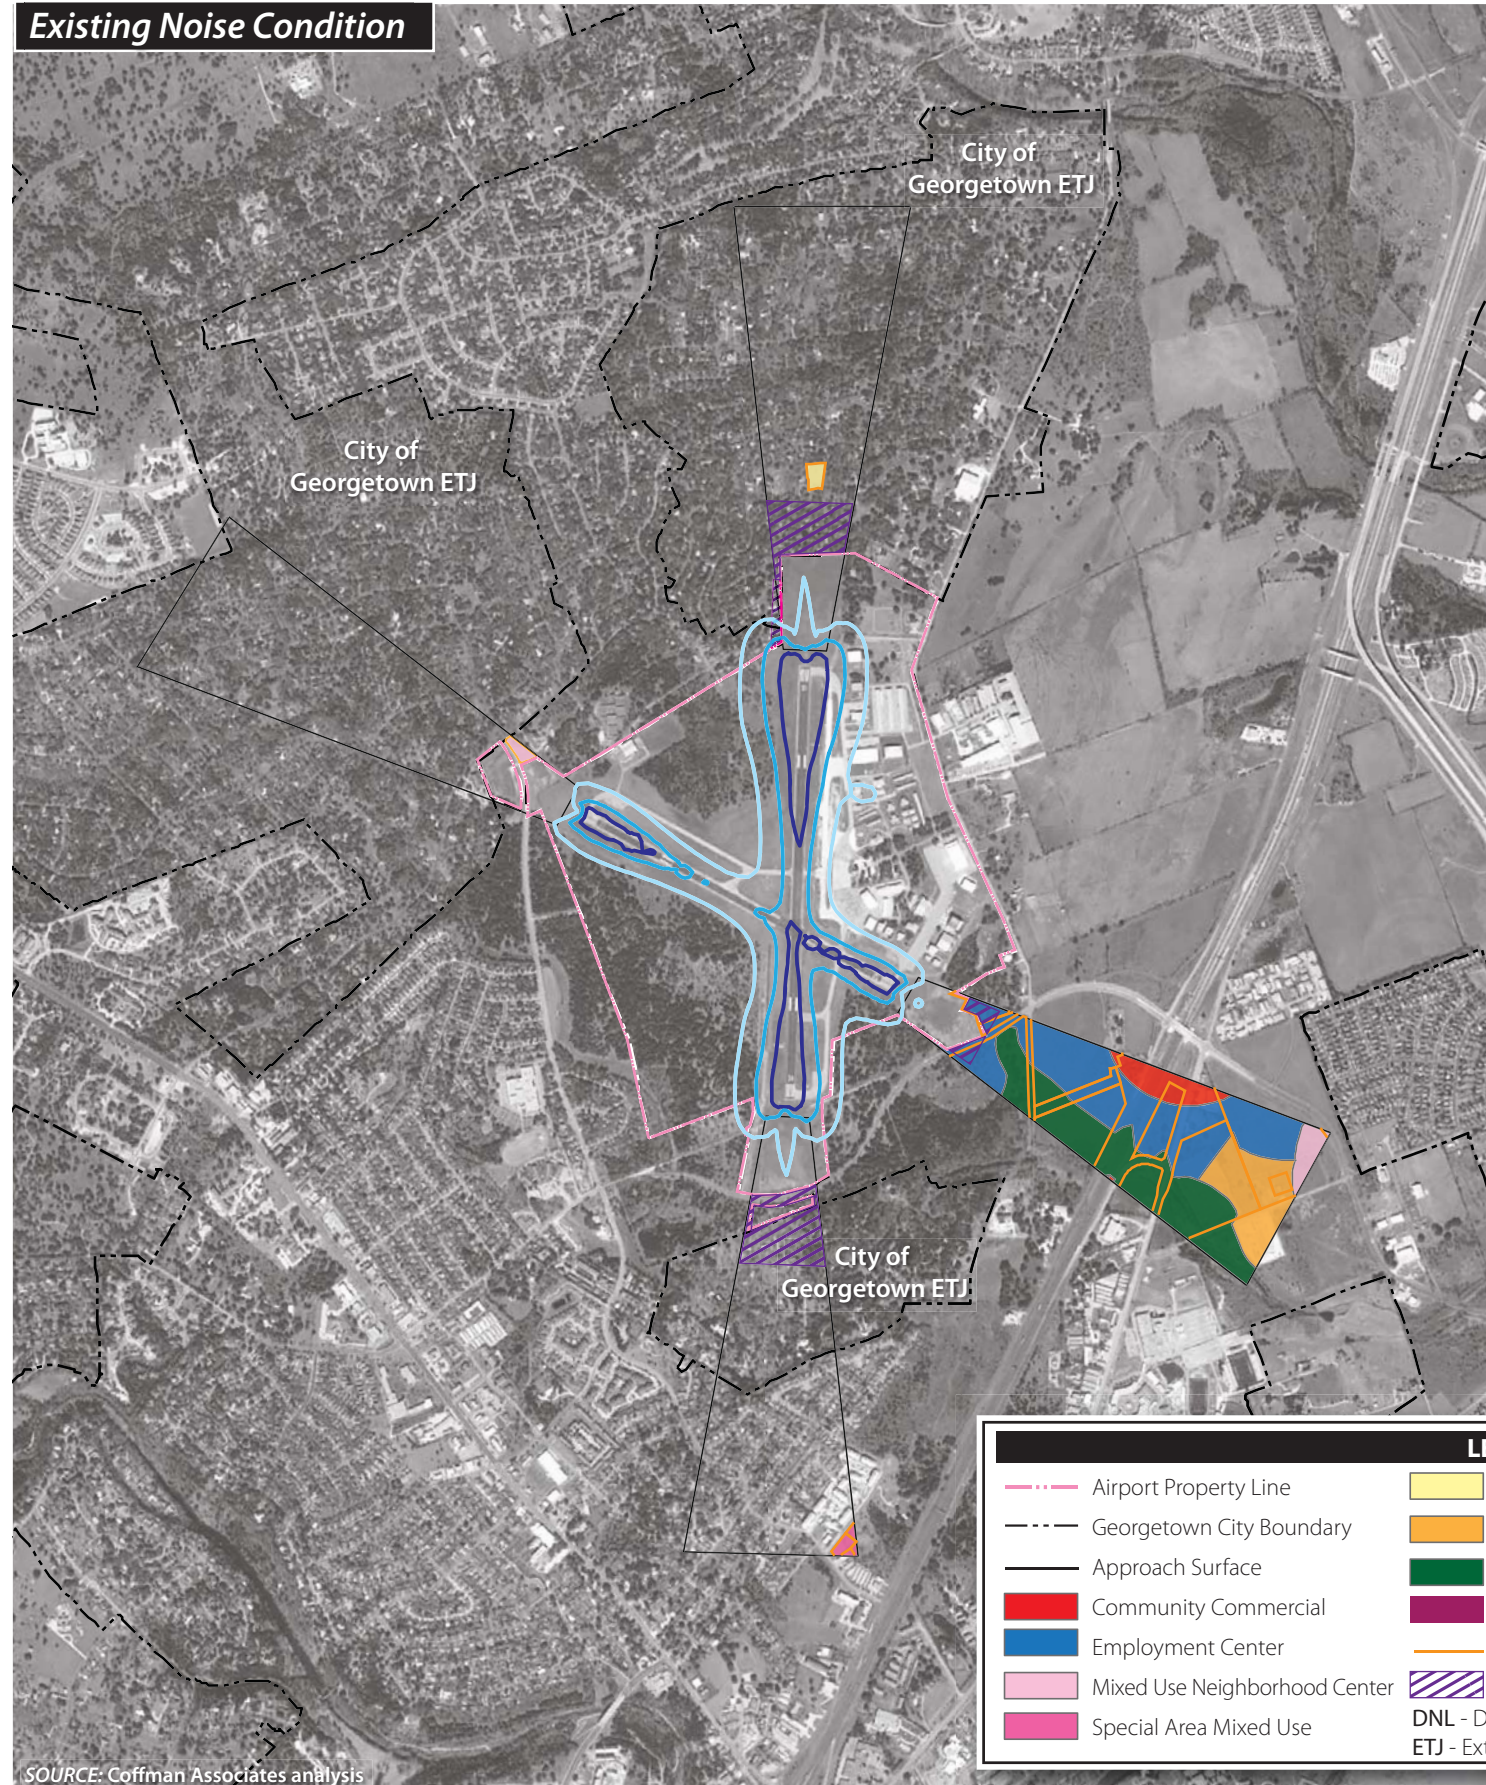 Existing Noise Condition
City of
Georgetown ETJ
City of
Georgetown ETJ
City of
Georgetown ETJ
Airport Property Line
Georgetown City Boundary
Approach Surface
Community Commercial
Employment Center
Mixed Use Neighborhood Center
Special Area Mixed Use
DNL - D
ETJ - Ext
SOURCE: Coffman Associates analysis